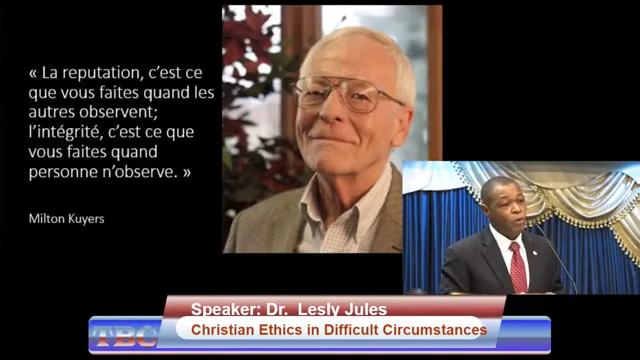 « La reputation, c'est ce
que vous faites quand les
autres observent;
l'intégrité, c'est ce que
vous faites quand
personne n'observe. »
Milton Kuyers
Speaker: Dr. Lesly Jules
Christian Ethics in Difficult Circumstances
TBC